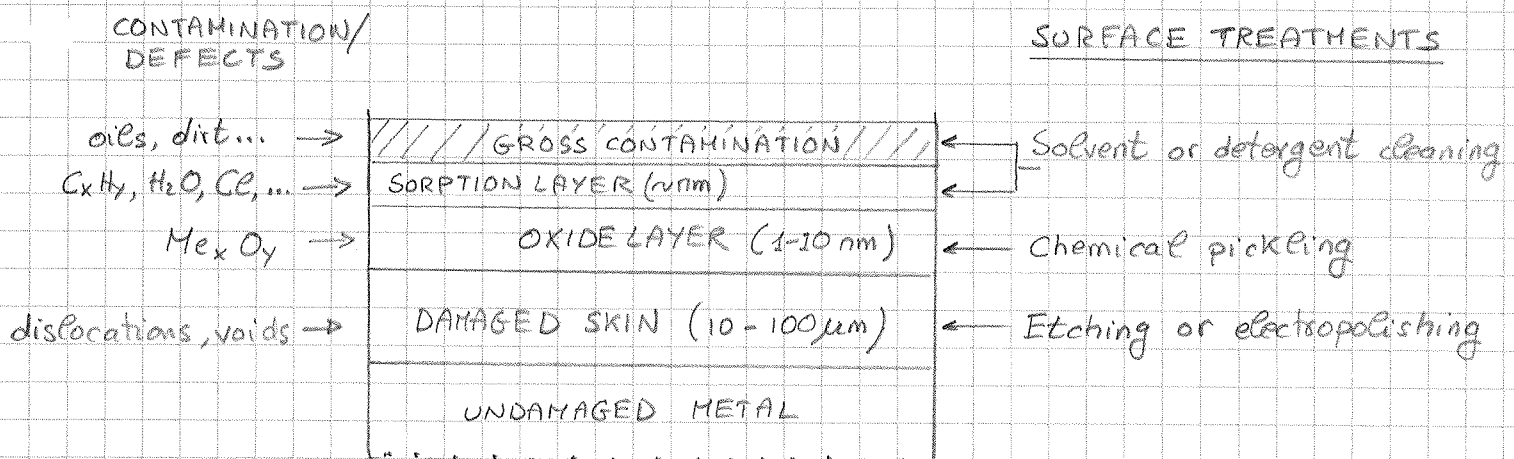 CONTAMINATION/
DEFECTS
SURFACE TREATMENTS
oils, dirt...
GROSS CONTAMINATION
Solvent or detergent cleaning
CxHy, H2O, Cl, ...
SORPTION LAYER (~nm)
MexOy
OXIDE LAYER (1-10 nm)
Chemical pickling
dislocations, voids
DAMAGED SKIN (10-100 µm)
Etching or electropolishing
UNDAMAGED METAL